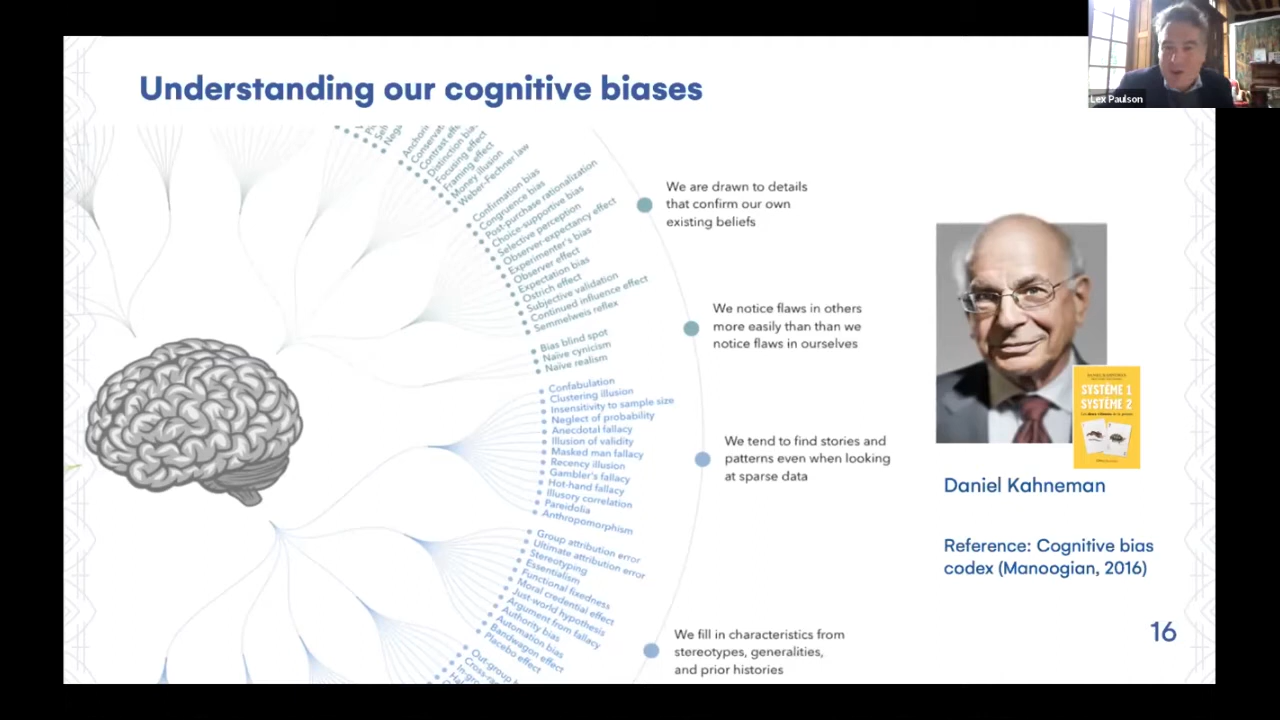 Understanding our cognitive biases
Lex Paulson
Contrast
Distinction
Focusing effect
Framing effect
Money illusion
Weber-Fechner law
Confirmation bias
Congruence bias
Post-purchase rationalization
Choice-supportive bias
Selective perception
Observer-expectancy effect
Experimenter's bias
Observer effect
Expectation bias
Ostrich effect
Subjective validation
Continued influence effect
Semmelweis reflex
Bias blind spot
Naïve cynicism
Naïve realism
Confabulation
Clustering illusion
Insensitivity to sample size
Neglect of probability
Anecdotal fallacy
Illusion of validity
Masked man fallacy
Recency illusion
Gambler's fallacy
Hot-hand fallacy
Illusory correlation
Pareidolia
Anthropomorphism
Group attribution error
Ultimate attribution error
Stereotyping
Essentialism
Functional fixedness
Moral credential effect
Just-world hypothesis
Argument from fallacy
Authority bias
Automation bias
Bandwagon effect
Placebo effect
We are drawn to details
that confirm our own
existing beliefs
We notice flaws in others
more easily than than we
notice flaws in ourselves
We tend to find stories and
patterns even when looking
at sparse data
We fill in characteristics from
stereotypes, generalities,
and prior histories
SYSTÈME 1
SYSTÈME 2
Daniel Kahneman
Reference: Cognitive bias
codex (Manoogian, 2016)
16